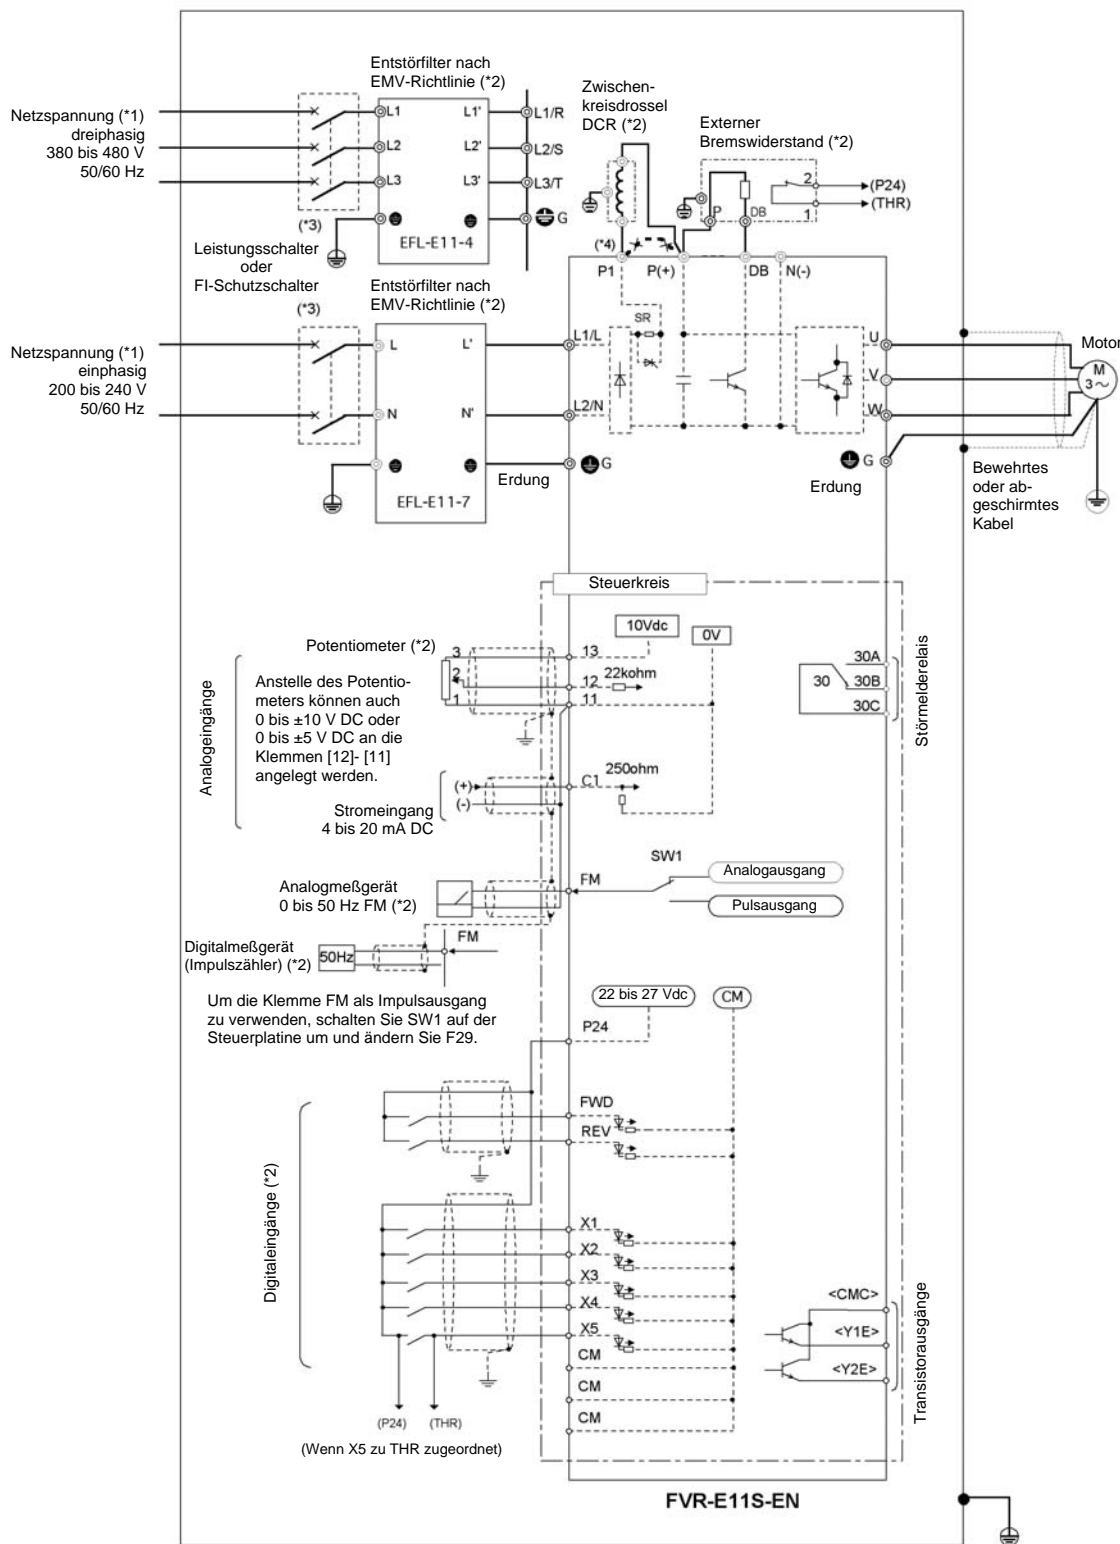 Entstörfilter nach
EMV-Richtlinie (*2)
Zwischen-
kreisdrossel
DCR (*2)
Externer
Bremswiderstand (*2)
Netzspannung (*1)
dreiphasig
380 bis 480 V
50/60 Hz
L1
L1'
L1/R
L2
L2'
L2/S
L3
L3'
L3/T
G
EFL-E11-4
(*3)
Leistungsschalter
oder
FI-Schutzschalter
(*3)
2
(P24)
(THR)
1
P
DB
(*4)
P1
P(+)
DB
N(-)
Entstörfilter nach
EMV-Richtlinie (*2)
Netzspannung (*1)
einphasig
200 bis 240 V
50/60 Hz
L
L'
L1/L
N
N'
L2/N
G
EFL-E11-7
Erdung
SR
U
V
W
G
Erdung
Motor
M
3~
Bewehrtes
oder ab-
geschirmtes
Kabel
Steuerkreis
10Vdc
0V
Potentiometer (*2)
3
2
1
13
12
11
22kohm
Analogeingänge
Anstelle des Potentio-
meters können auch
0 bis ±10 V DC oder
0 bis ±5 V DC an die
Klemmen [12]- [11]
angelegt werden.
30
30A
30B
30C
Störmelderelais
(+)
(-)
C1
250ohm
Stromeingang
4 bis 20 mA DC
SW1
Analogausgang
Pulsausgang
FM
Analogmeßgerät
0 bis 50 Hz FM (*2)
Digitalmeßgerät
(Impulszähler) (*2)
50Hz
FM
Um die Klemme FM als Impulsausgang
zu verwenden, schalten Sie SW1 auf der
Steuerplatine um und ändern Sie F29.
22 bis 27 Vdc
CM
P24
Digitaleingänge (*2)
FWD
REV
X1
X2
X3
X4
X5
CM
CM
CM
<CMC>
<Y1E>
<Y2E>
Transistorausgänge
(P24)
(THR)
(Wenn X5 zu THR zugeordnet)
FVR-E11S-EN